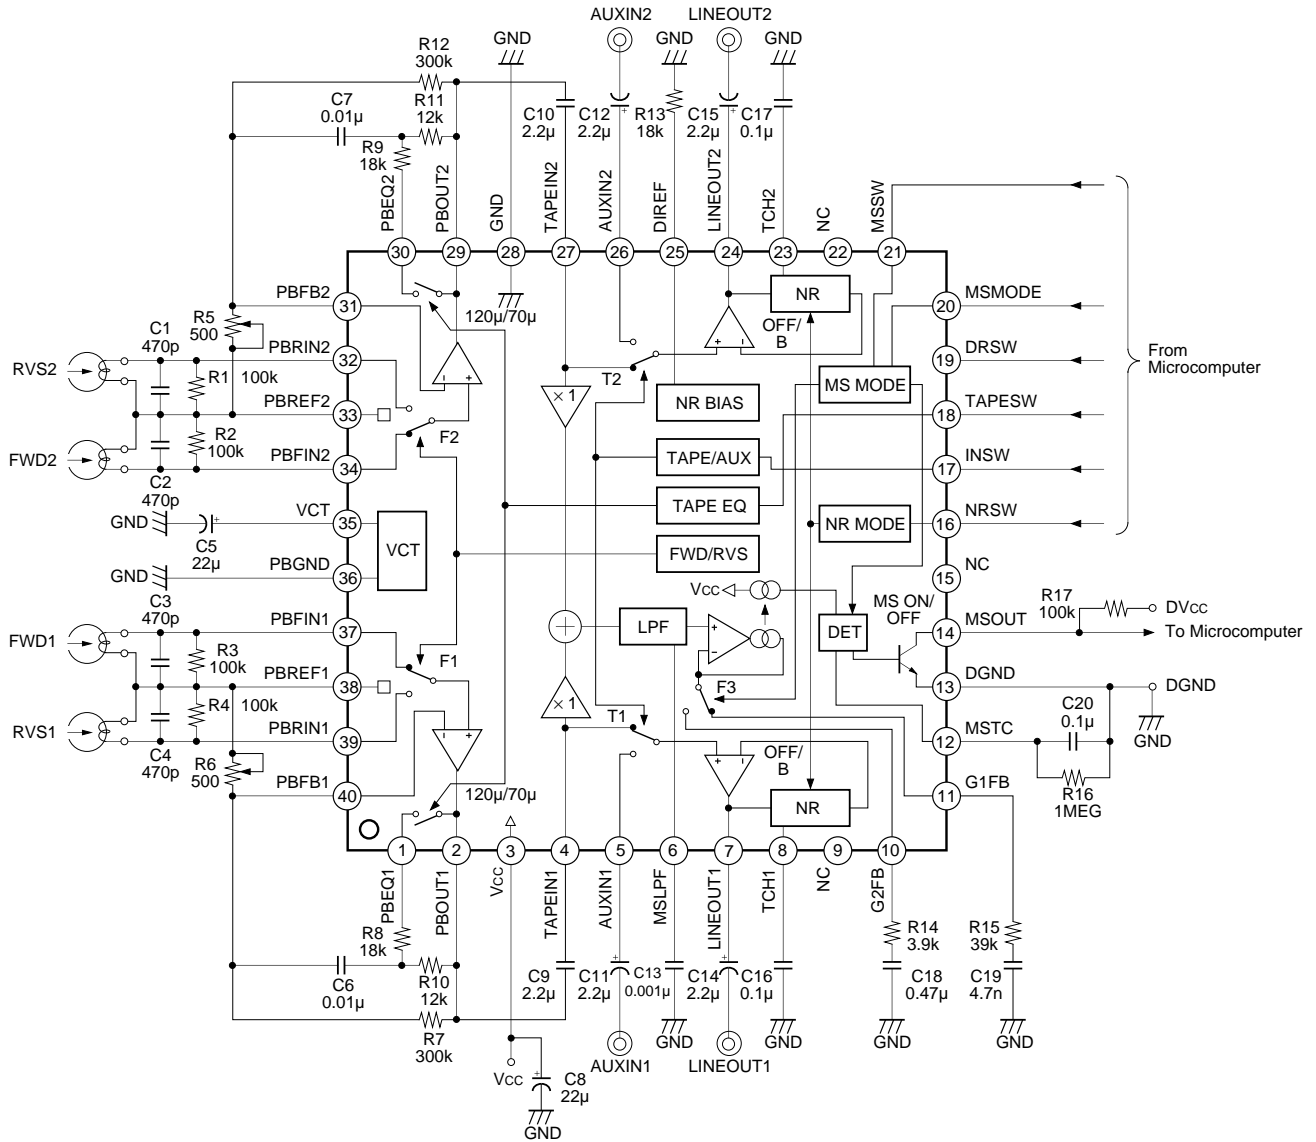 AUXIN2 LINEOUT2
GND GND GND
R12
300k
C7
0.01µ
R11
12k
R9
18k
C10
2.2µ
C12
2.2µ
R13
18k
C15
2.2µ
C17
0.1µ
PBEQ2 PBOUT2 GND TAPEIN2 AUXIN2 DIREF LINEOUT2 TCH2 NC MSSW
30 29 28 27 26 25 24 23 22 21
+
+
PBFB2 31
120µ/70µ
NR
OFF/
B
20 MSMODE
R5
500
C1
470p
PBRIN2 32
RVS2
R1 100k
T2
+ −
19 DRSW
From
Microcomputer
× 1
MS MODE
NR BIAS
− +
PBREF2 33
18 TAPESW
R2
100k
F2
FWD2
PBFIN2 34
C2
470p
TAPE/AUX
17 INSW
TAPE EQ
VCT 35
GND
+
C5
22µ
VCT
NR MODE
16 NRSW
FWD/RVS
PBGND 36
GND
NC
15
C3
470p
VCC
MS ON/
OFF
R17
100k
DVCC
PBFIN1 37
FWD1
LPF
+
−
DET
MSOUT
14
To Microcomputer
R3
100k
F1
F3
DGND
13
DGND
PBREF1 38
R4 100k
× 1
C20
0.1µ
GND
RVS1
PBRIN1
39
C4
470p
− +
T1
+ −
OFF/
B
MSTC
12
R6
500
PBFB1
40
120µ/70µ
NR
G1FB
11
R16
1MEG
1 2 3 4 5 6 7 8 9 10
PBEQ1 PBOUT1 VCC TAPEIN1 AUXIN1 MSLPF LINEOUT1 TCH1 NC G2FB
R8
18k
R14
3.9k
R15
39k
C6
0.01µ
R10
12k
C9
2.2µ
C11
2.2µ
+
C13
0.001µ
C14
2.2µ
+
C16
0.1µ
C18
0.47µ
C19
4.7n
R7
300k
GND GND GND GND
AUXIN1 LINEOUT1
VCC
+
C8
22µ
GND